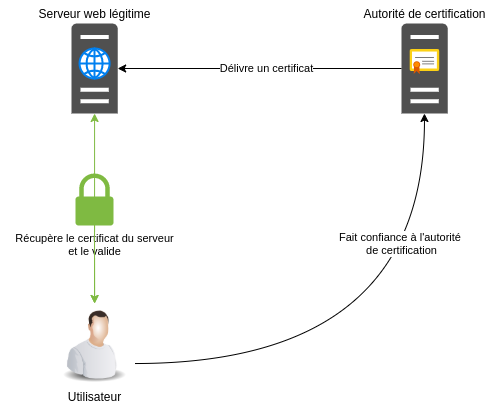 Serveur web légitime
Autorité de certification
Délivre un certificat
Récupère le certificat du serveur
et le valide
Fait confiance à l'autorité
de certification
Utilisateur